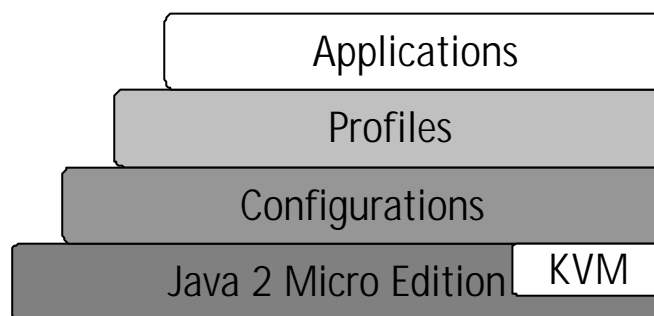 Applications
Profiles
Configurations
Java 2 Micro Edition
KVM